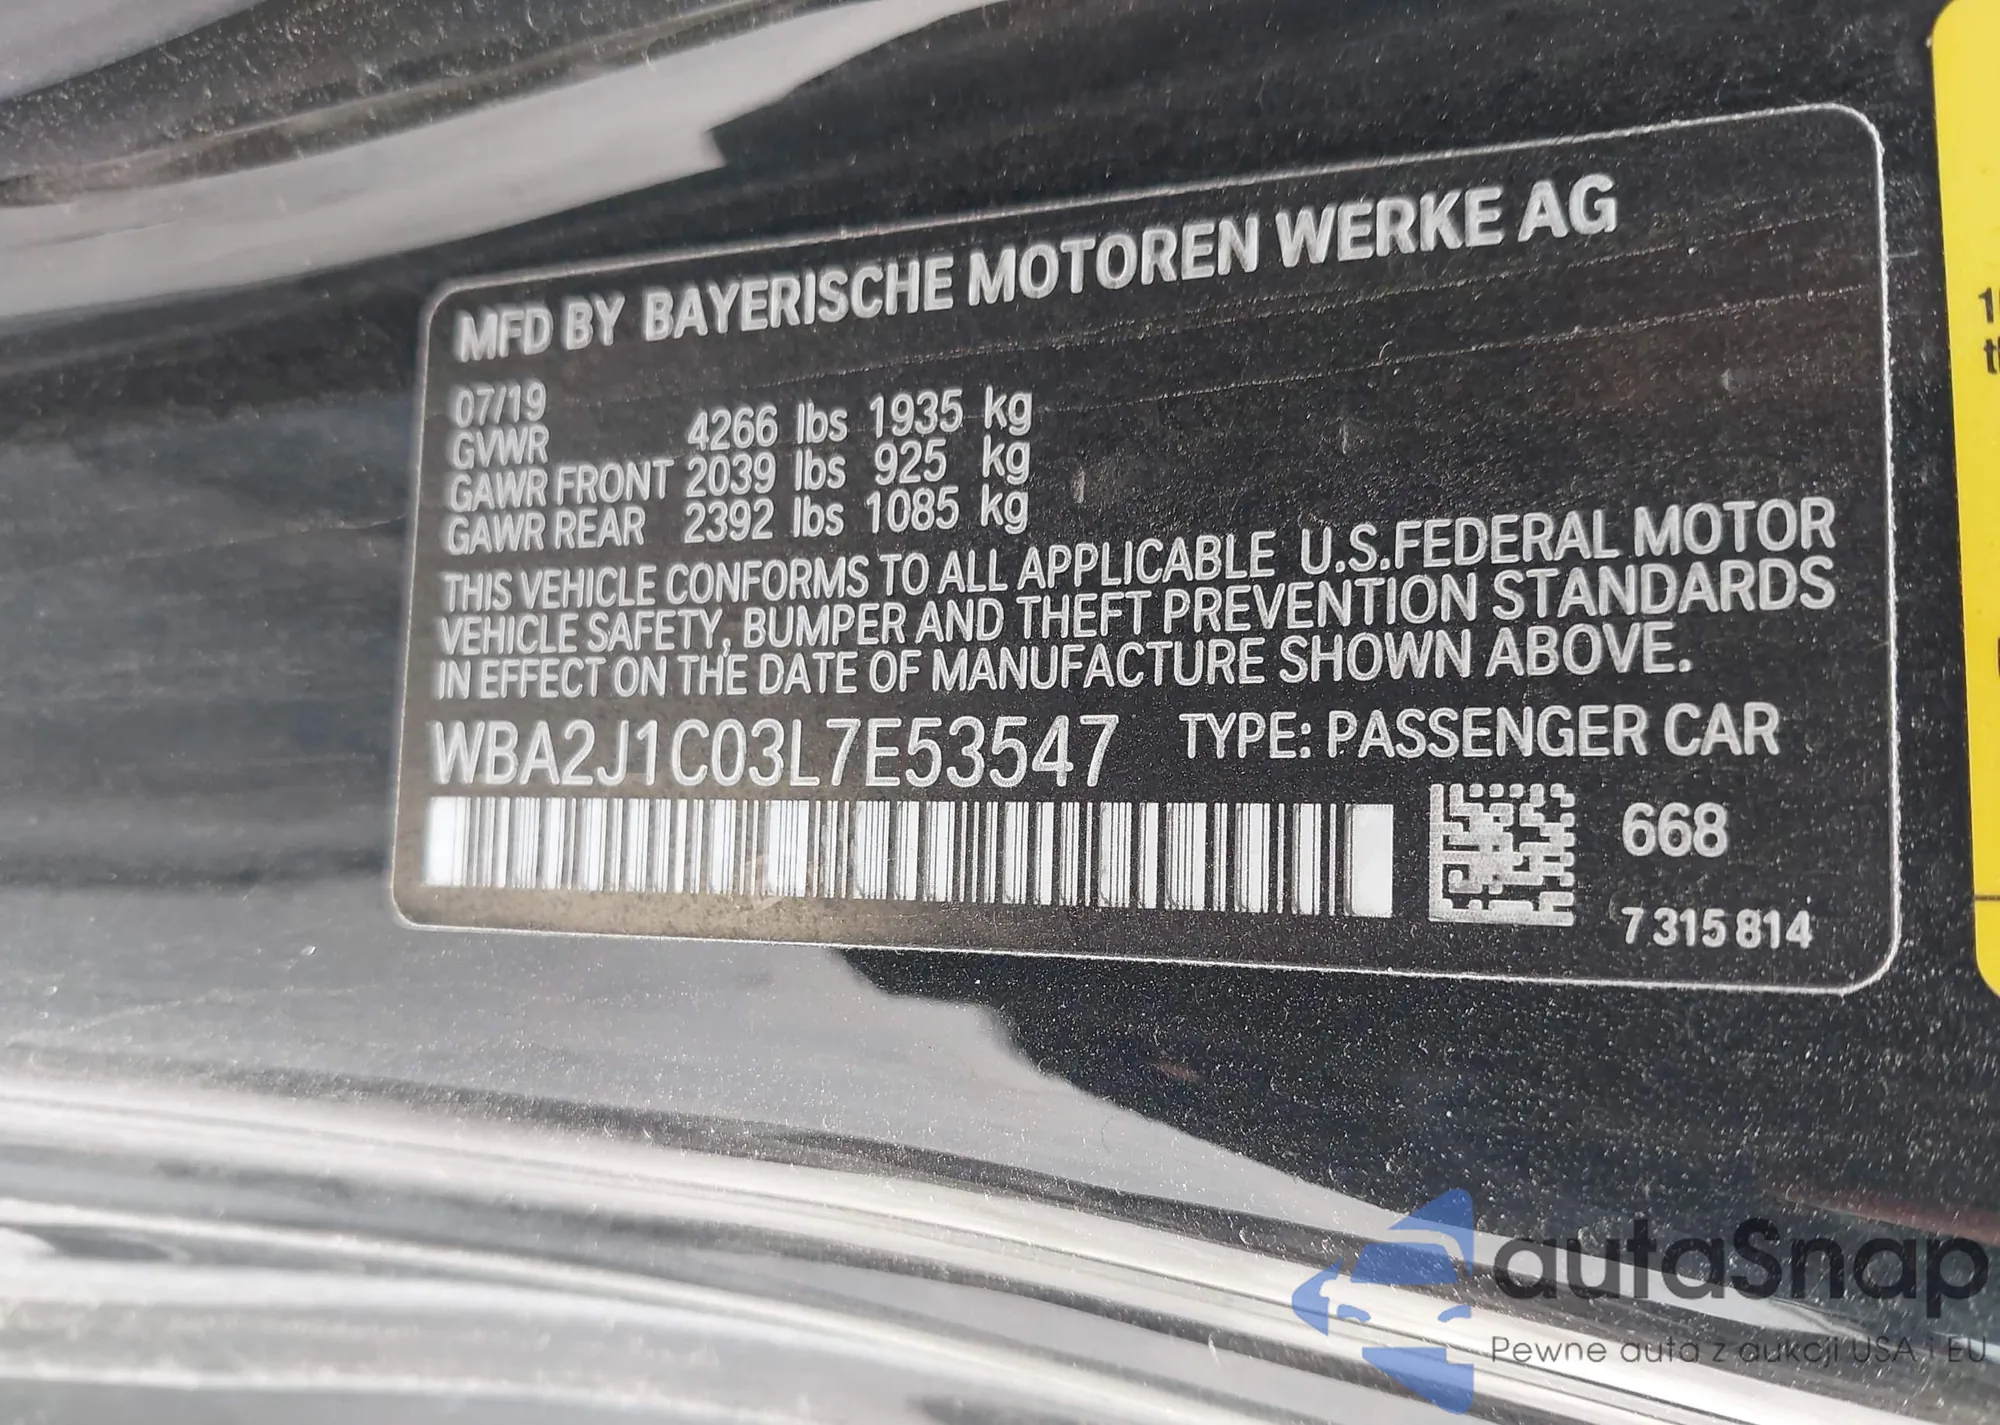 MFD BY BAYERISCHE MOTOREN WERKE AG
07/19
GVWR 4266 lbs 1935 kg
GAWR FRONT 2039 lbs 925 kg
GAWR REAR 2392 lbs 1085 kg
THIS VEHICLE CONFORMS TO ALL APPLICABLE U.S.FEDERAL MOTOR
VEHICLE SAFETY, BUMPER AND THEFT PREVENTION STANDARDS
IN EFFECT ON THE DATE OF MANUFACTURE SHOWN ABOVE.
WBA2J1C03L7E53547 TYPE: PASSENGER CAR
668
7 315 814
autaSnap
Pewne auta z aukcji USA i EU